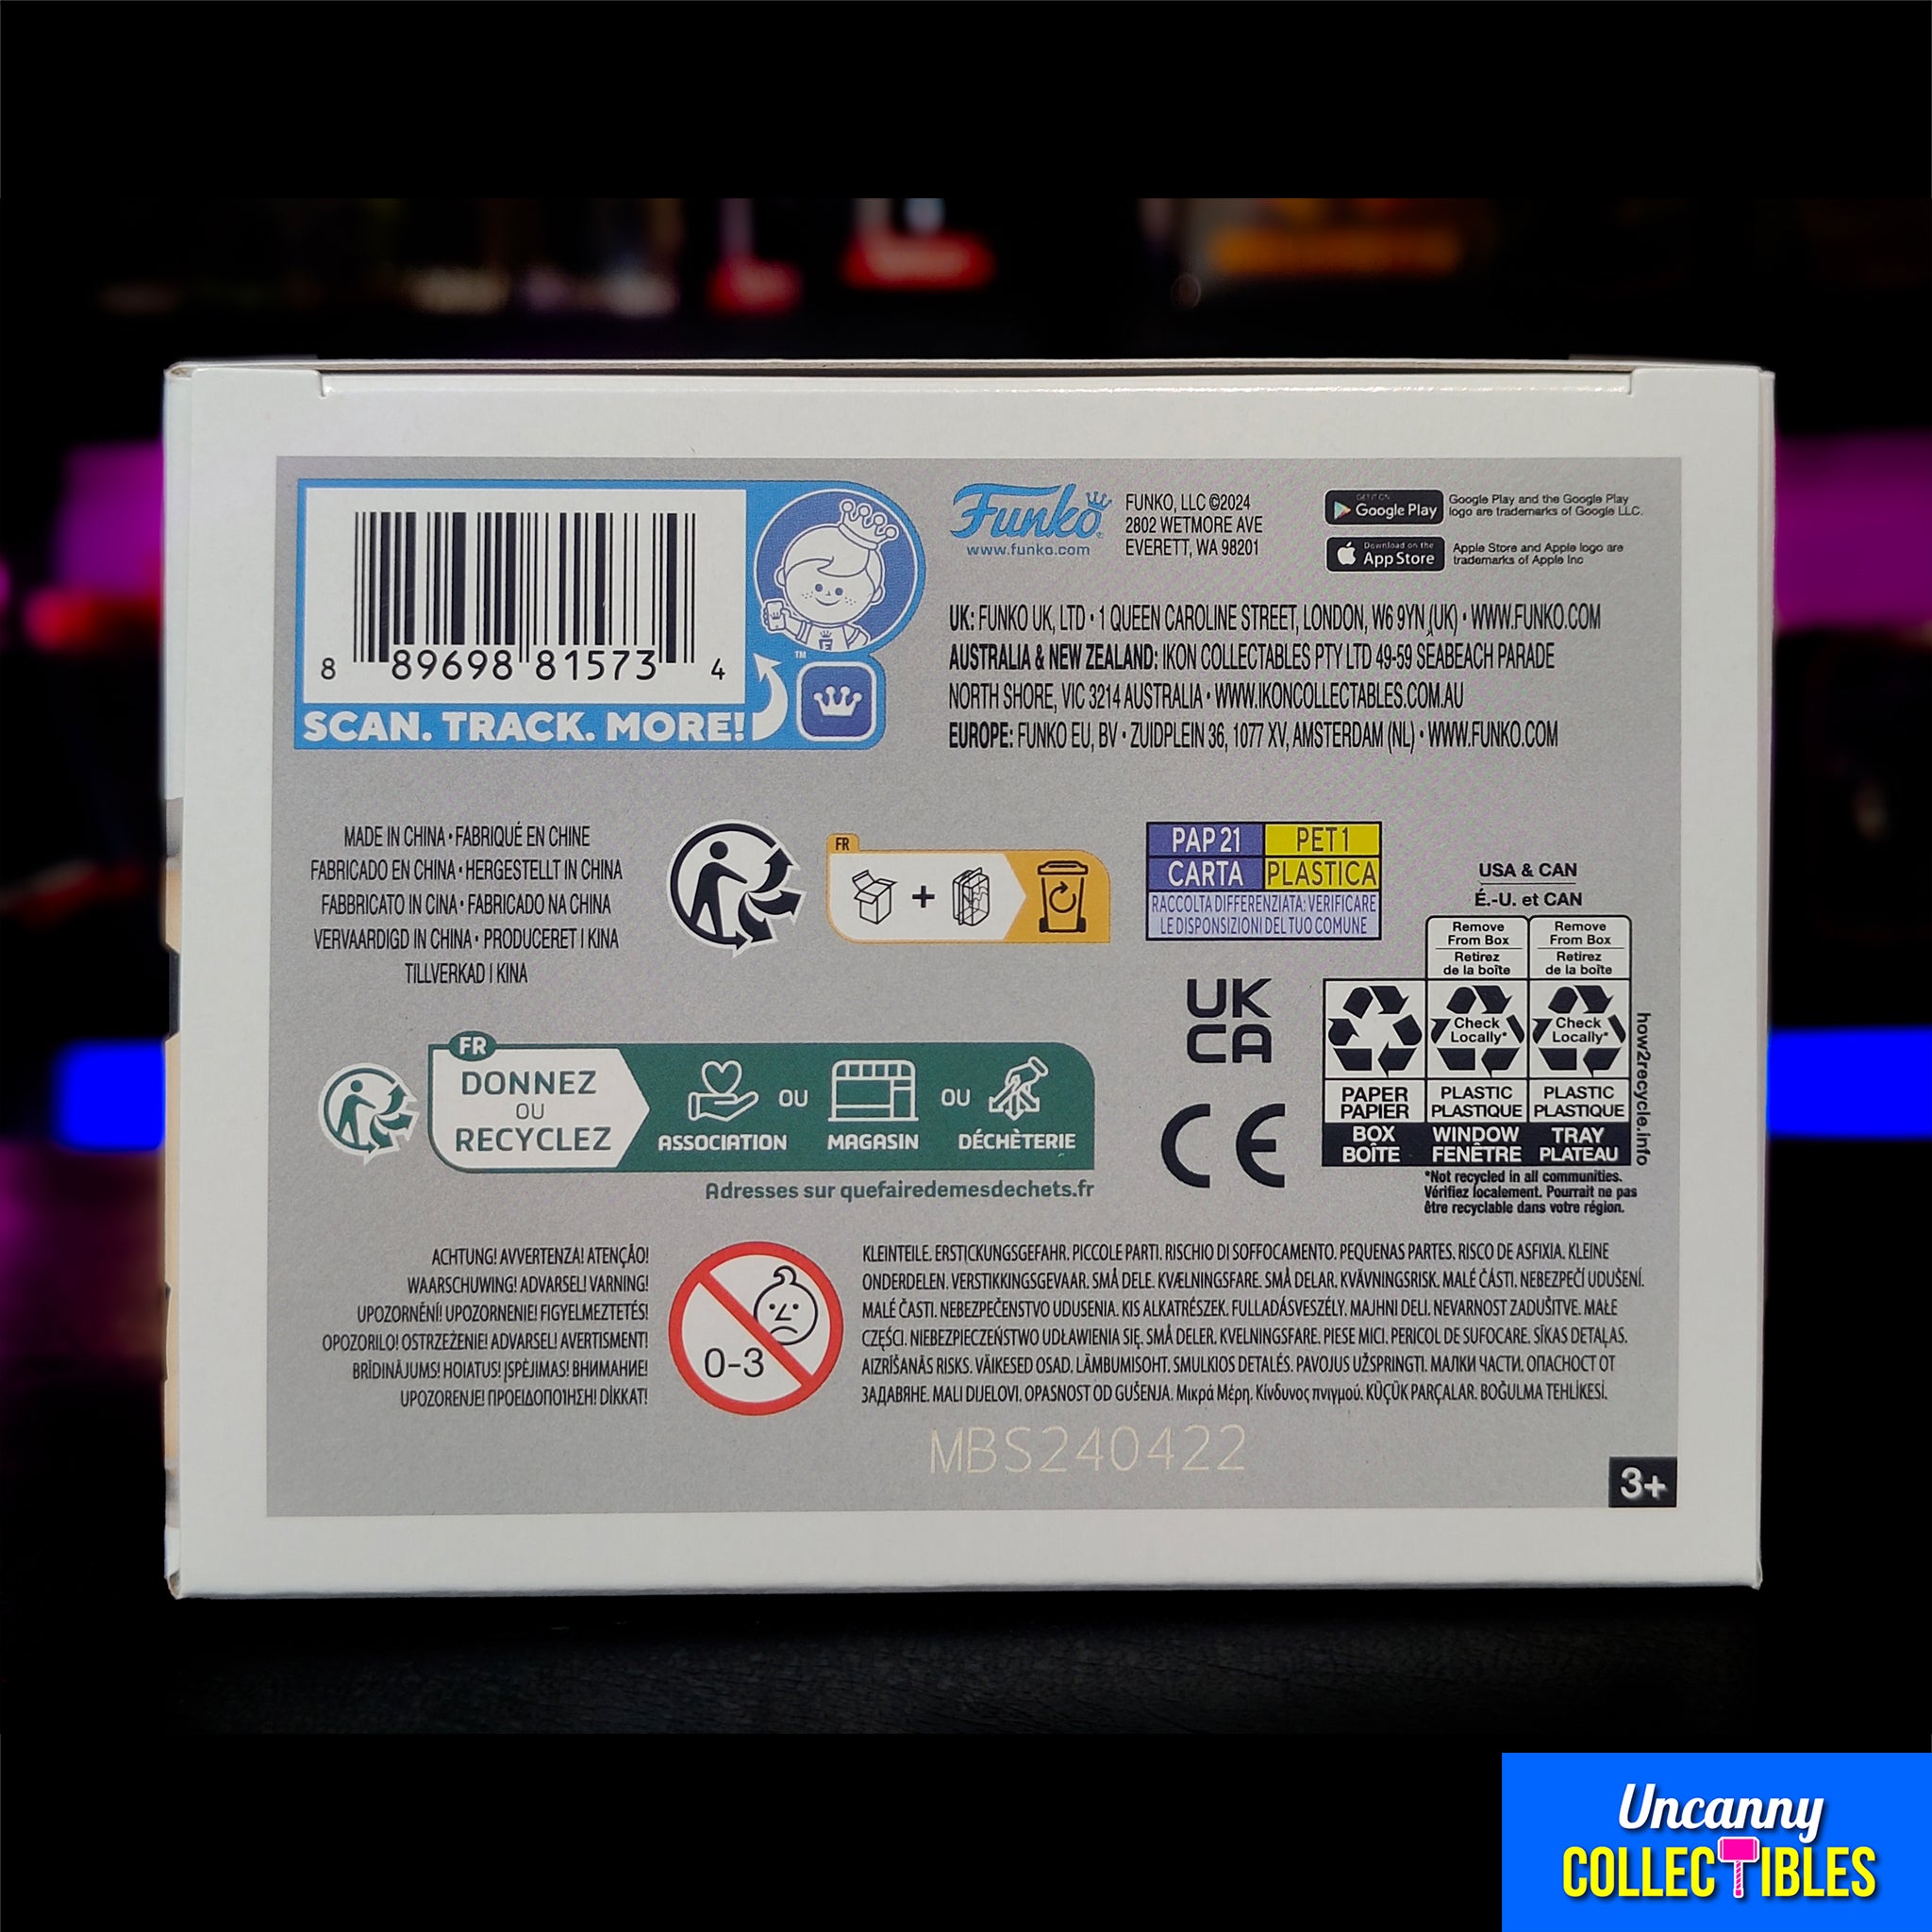 8 89698 81573 4
SCAN. TRACK. MORE!
TM
Funko
www.funko.com
FUNKO, LLC ©2024
2802 WETMORE AVE
EVERETT, WA 98201
GET IT ON
Google Play
Google Play and the Google Play
logo are trademarks of Google LLC.
Download on the
App Store
Apple Store and Apple logo are
trademarks of Apple Inc
UK: FUNKO UK, LTD • 1 QUEEN CAROLINE STREET, LONDON, W6 9YN (UK) • WWW.FUNKO.COM
AUSTRALIA & NEW ZEALAND: IKON COLLECTABLES PTY LTD 49-59 SEABEACH PARADE
NORTH SHORE, VIC 3214 AUSTRALIA • WWW.IKONCOLLECTABLES.COM.AU
EUROPE: FUNKO EU, BV • ZUIDPLEIN 36, 1077 XV, AMSTERDAM (NL) • WWW.FUNKO.COM
MADE IN CHINA • FABRIQUÉ EN CHINE
FABRICADO EN CHINA • HERGESTELLT IN CHINA
FABBRICATO IN CINA • FABRICADO NA CHINA
VERVAARDIGD IN CHINA • PRODUCERET I KINA
TILLVERKAD I KINA
FR
+
PAP 21 PET 1
CARTA PLASTICA
RACCOLTA DIFFERENZIATA: VERIFICARE
LE DISPONSIZIONI DEL TUO COMUNE
USA & CAN
É.-U. et CAN
Remove
From Box
Retirez
de la boîte
Remove
From Box
Retirez
de la boîte
Check
Locally*
Check
Locally*
PAPER
PAPIER
PLASTIC
PLASTIQUE
PLASTIC
PLASTIQUE
BOX
BOÎTE
WINDOW
FENÊTRE
TRAY
PLATEAU
how2recycle.info
*Not recycled in all communities.
Vérifiez localement. Pourrait ne pas
être recyclable dans votre région.
UK
CA
CE
FR
DONNEZ
OU
RECYCLEZ
ASSOCIATION
OU
MAGASIN
OU
DÉCHÈTERIE
Adresses sur quefairedemesdechets.fr
ACHTUNG! AVVERTENZA! ATENÇÃO!
WAARSCHUWING! ADVARSEL! VARNING!
UPOZORNĚNÍ! UPOZORNENIE! FIGYELMEZTETÉS!
OPOZORILO! OSTRZEŻENIE! ADVARSEL! AVERTISMENT!
BRĪDINĀJUMS! HOIATUS! ĮSPĖJIMAS! ВНИМАНИЕ!
UPOZORENJE! ΠΡΟΕΙΔΟΠΟΊΗΣΗ! DİKKAT!
0-3
KLEINTEILE. ERSTICKUNGSGEFAHR. PICCOLE PARTI. RISCHIO DI SOFFOCAMENTO. PEQUENAS PARTES. RISCO DE ASFIXIA. KLEINE
ONDERDELEN. VERSTIKKINGSGEVAAR. SMÅ DELE. KVÆLNINGSFARE. SMÅ DELAR. KVÄVNINGSRISK. MALÉ ČÁSTI. NEBEZPEČÍ UDUŠENÍ.
MALÉ ČASTI. NEBEZPEČENSTVO UDUSENIA. KIS ALKATRÉSZEK. FULLADÁSVESZÉLY. MAJHNI DELI. NEVARNOST ZADUŠITVE. MAŁE
CZĘŚCI. NIEBEZPIECZEŃSTWO UDŁAWIENIA SIĘ. SMÅ DELER. KVELNINGSFARE. PIESE MICI. PERICOL DE SUFOCARE. SĪKAS DETAĻAS.
AIZRĪŠANĀS RISKS. VÄIKESED OSAD. LÄMBUMISOHT. SMULKIOS DETALĖS. PAVOJUS UŽSPRINGTI. МАЛКИ ЧАСТИ. ОПАСНОСТ ОТ
ЗАДАВЯНЕ. MALI DIJELOVI. OPASNOST OD GUŠENJA. Μικρά Μέρη. Κίνδυνος πνιγμού. KÜÇÜK PARÇALAR. BOĞULMA TEHLİKESİ.
MBS240422
3+
Uncanny
COLLECTIBLES